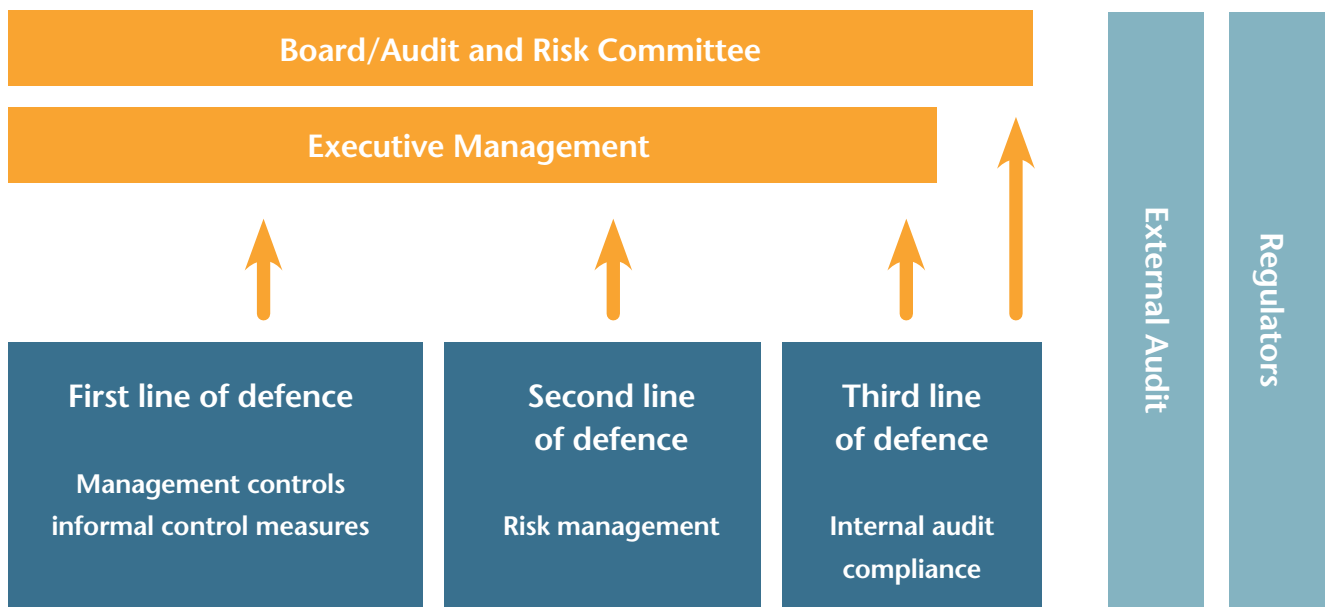 Board/Audit and Risk Committee
Executive Management
First line of defence
Management controls
informal control measures
Second line
of defence
Risk management
Third line
of defence
Internal audit
compliance
External Audit
Regulators